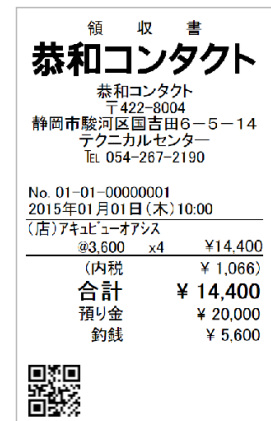 領　収　書
恭和コンタクト
恭和コンタクト
〒422-8004
静岡市駿河区国吉田6－5－14
テクニカルセンター
℡ 054-267-2190
No. 01-01-00000001
2015年01月01日(木)10:00
(店)アキュビューオアシス
@3,600 x4 ¥14,400
(内税 ¥ 1,066)
合計 ¥ 14,400
預り金 ¥ 20,000
釣銭 ¥ 5,600